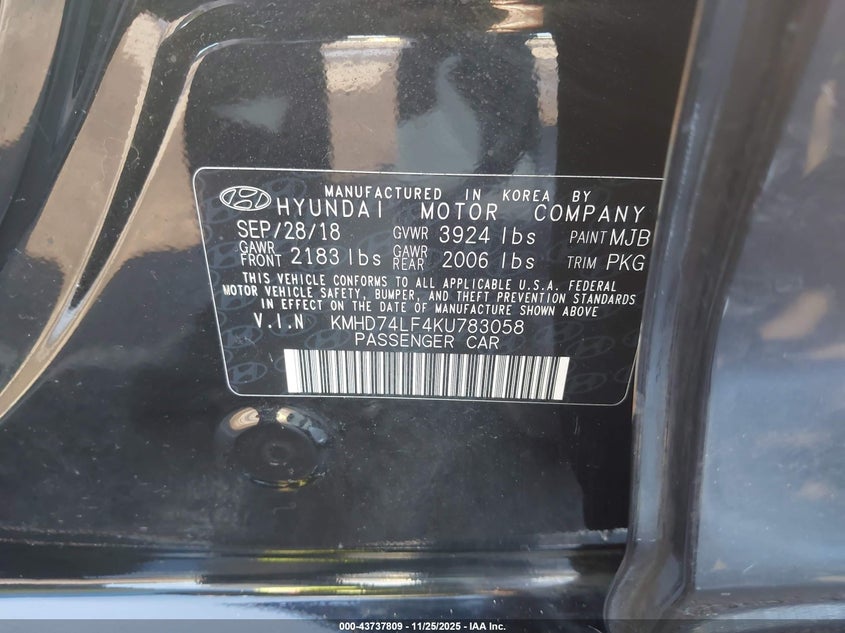 MANUFACTURED IN KOREA BY
HYUNDAI MOTOR COMPANY
SEP/28/18 GVWR 3924 lbs PAINT MJB
GAWR FRONT 2183 lbs GAWR REAR 2006 lbs TRIM PKG
THIS VEHICLE CONFORMS TO ALL APPLICABLE U.S.A. FEDERAL
MOTOR VEHICLE SAFETY, BUMPER, AND THEFT PREVENTION STANDARDS
IN EFFECT ON THE DATE OF MANUFACTURE SHOWN ABOVE
V.I.N KMHD74LF4KU783058
PASSENGER CAR
000-43737809 - 11/25/2025 - IAA Inc.